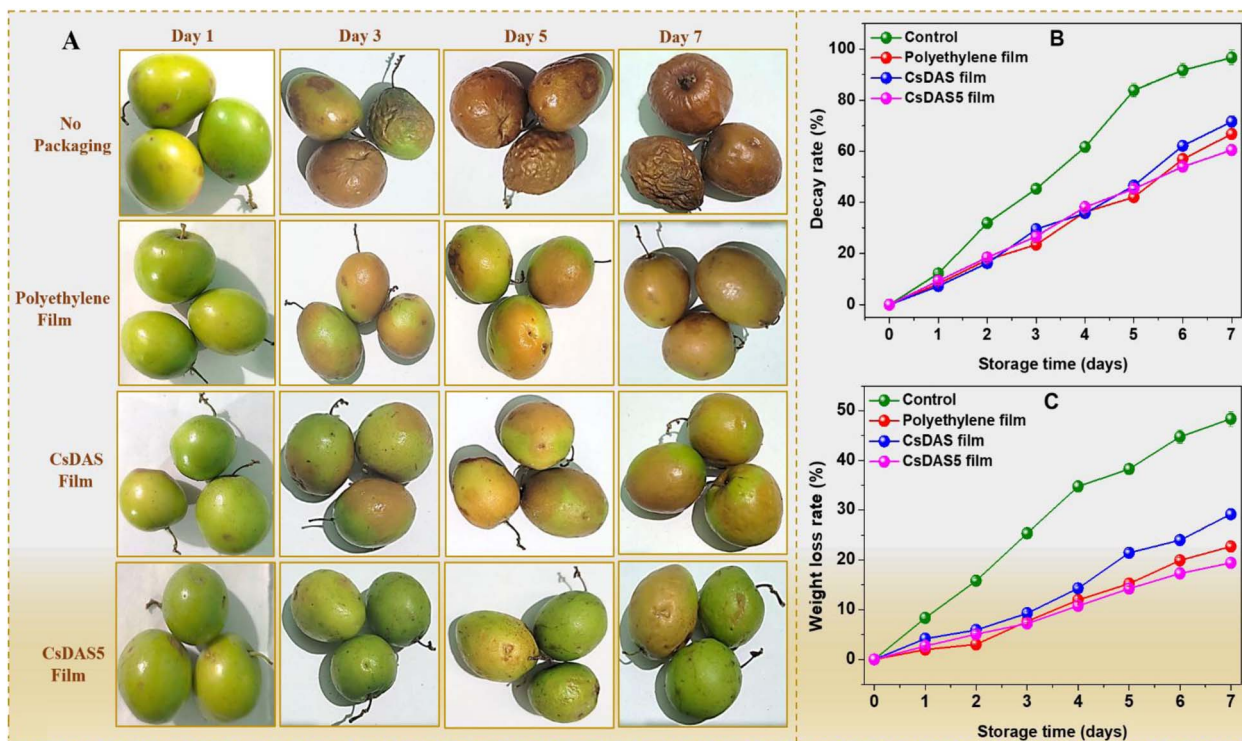 A
Day 1
Day 3
Day 5
Day 7
No
Packaging
Polyethylene
Film
CsDAS
Film
CsDAS5
Film
B
Control
Polyethylene film
CsDAS film
CsDAS5 film
Decay rate (%)
100
80
60
40
20
0
0 1 2 3 4 5 6 7
Storage time (days)
C
Control
Polyethylene film
CsDAS film
CsDAS5 film
Weight loss rate (%)
50
40
30
20
10
0
0 1 2 3 4 5 6 7
Storage time (days)